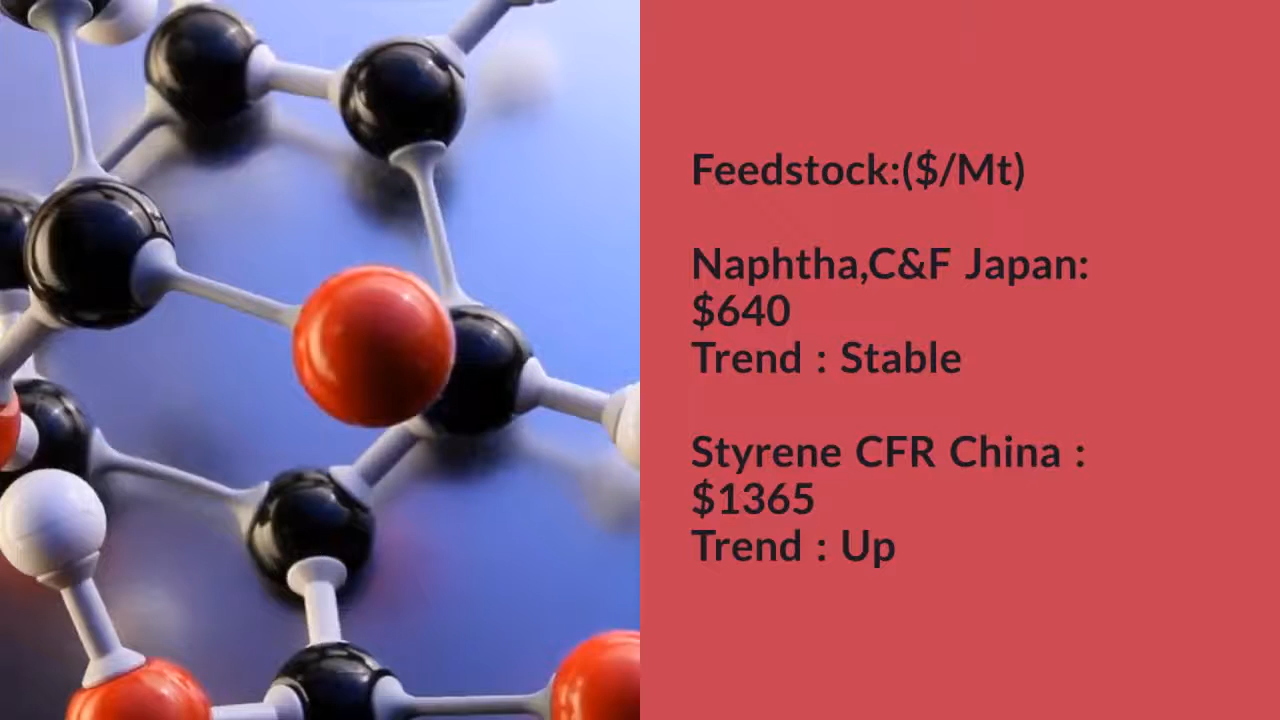 Feedstock:($/Mt)
Naphtha,C&F Japan:
$640
Trend : Stable
Styrene CFR China :
$1365
Trend : Up